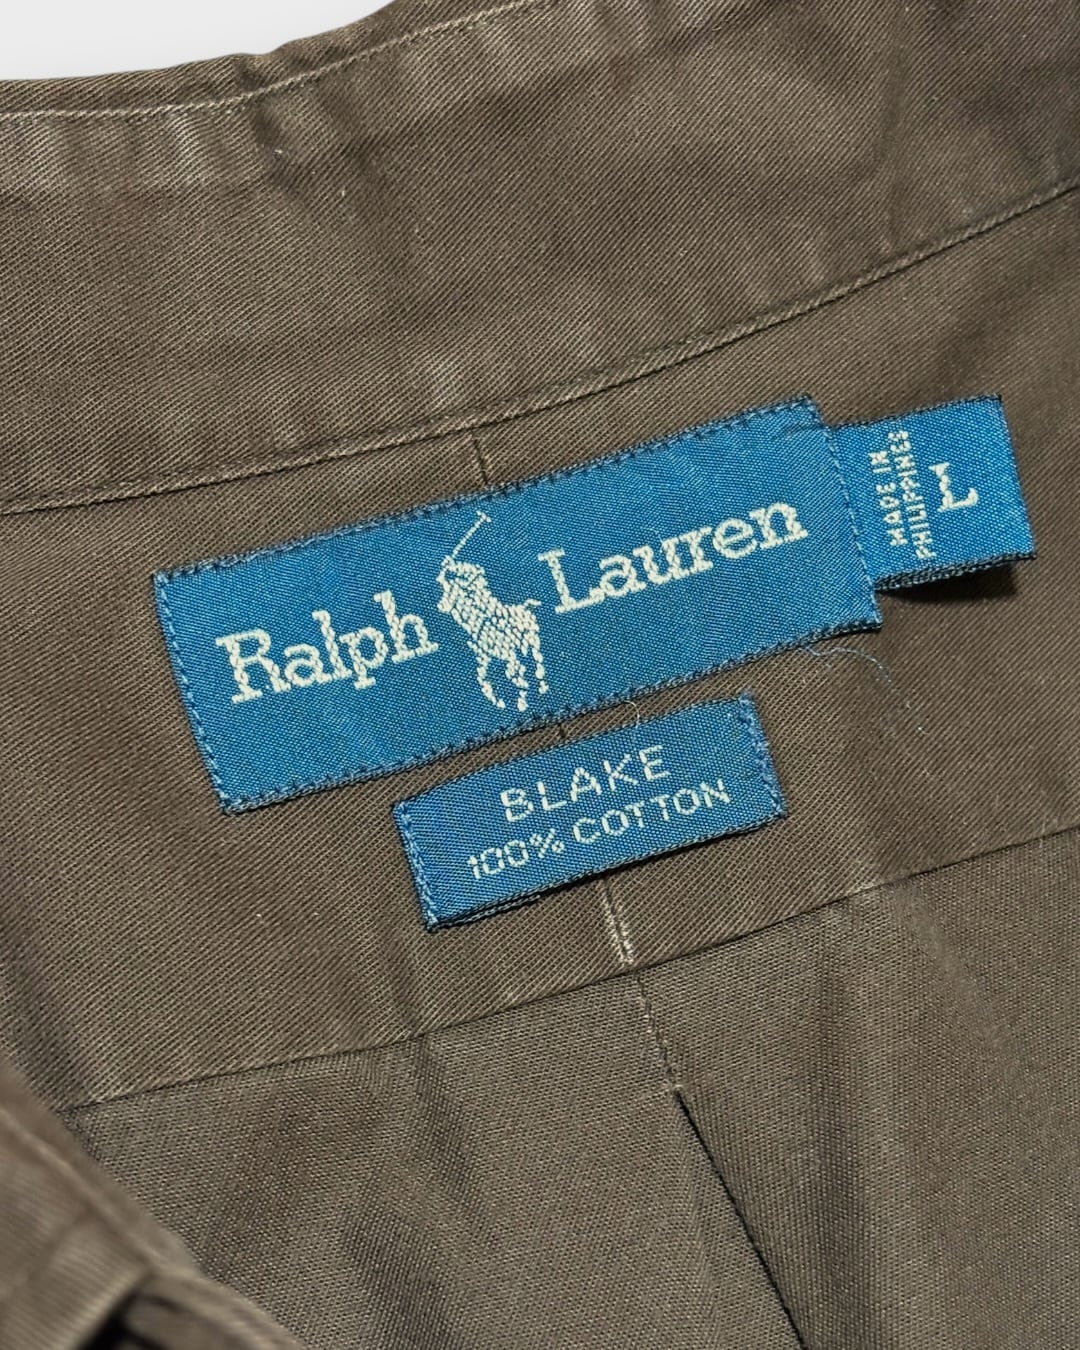 Ralph Lauren
MADE IN
PHILIPPINES
L
BLAKE
100% COTTON